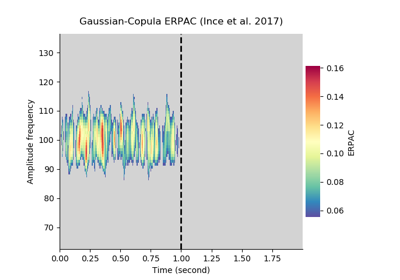 Gaussian-Copula ERPAC (Ince et al. 2017)
130
120
110
100
90
80
70
Amplitude frequency
0.00 0.25 0.50 0.75 1.00 1.25 1.50 1.75
Time (second)
0.16
0.14
0.12
0.10
0.08
0.06
ERPAC